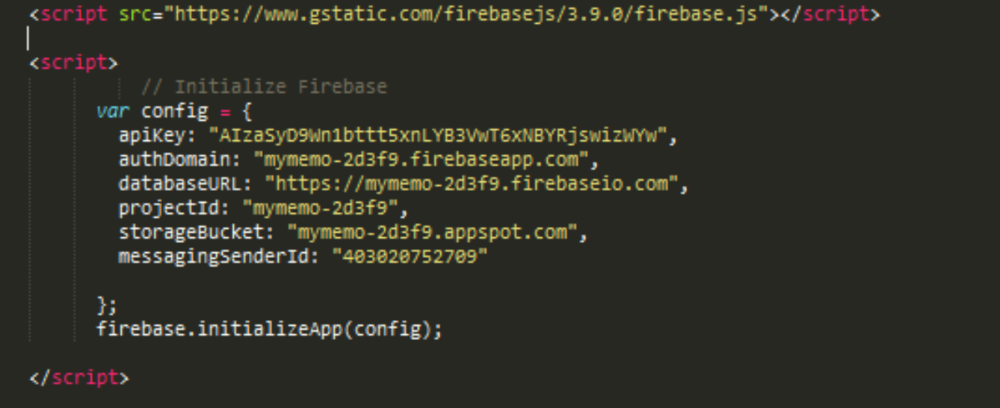 <script src="https://www.gstatic.com/firebasejs/3.9.0/firebase.js"></script>
<script>
// Initialize Firebase
var config = {
apiKey: "AIzaSyD9Wn1bttt5xnLYB3VwT6xNBYRjswizWYw",
authDomain: "mymemo-2d3f9.firebaseapp.com",
databaseURL: "https://mymemo-2d3f9.firebaseio.com",
projectId: "mymemo-2d3f9",
storageBucket: "mymemo-2d3f9.appspot.com",
messagingSenderId: "403020752709"
};
firebase.initializeApp(config);
</script>